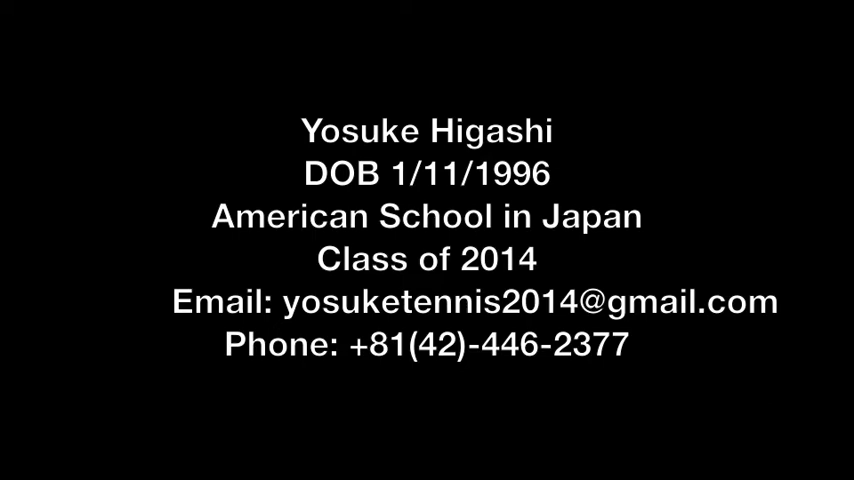 Yosuke Higashi
DOB 1/11/1996
American School in Japan
Class of 2014
Email: yosuketennis2014@gmail.com
Phone: +81(42)-446-2377